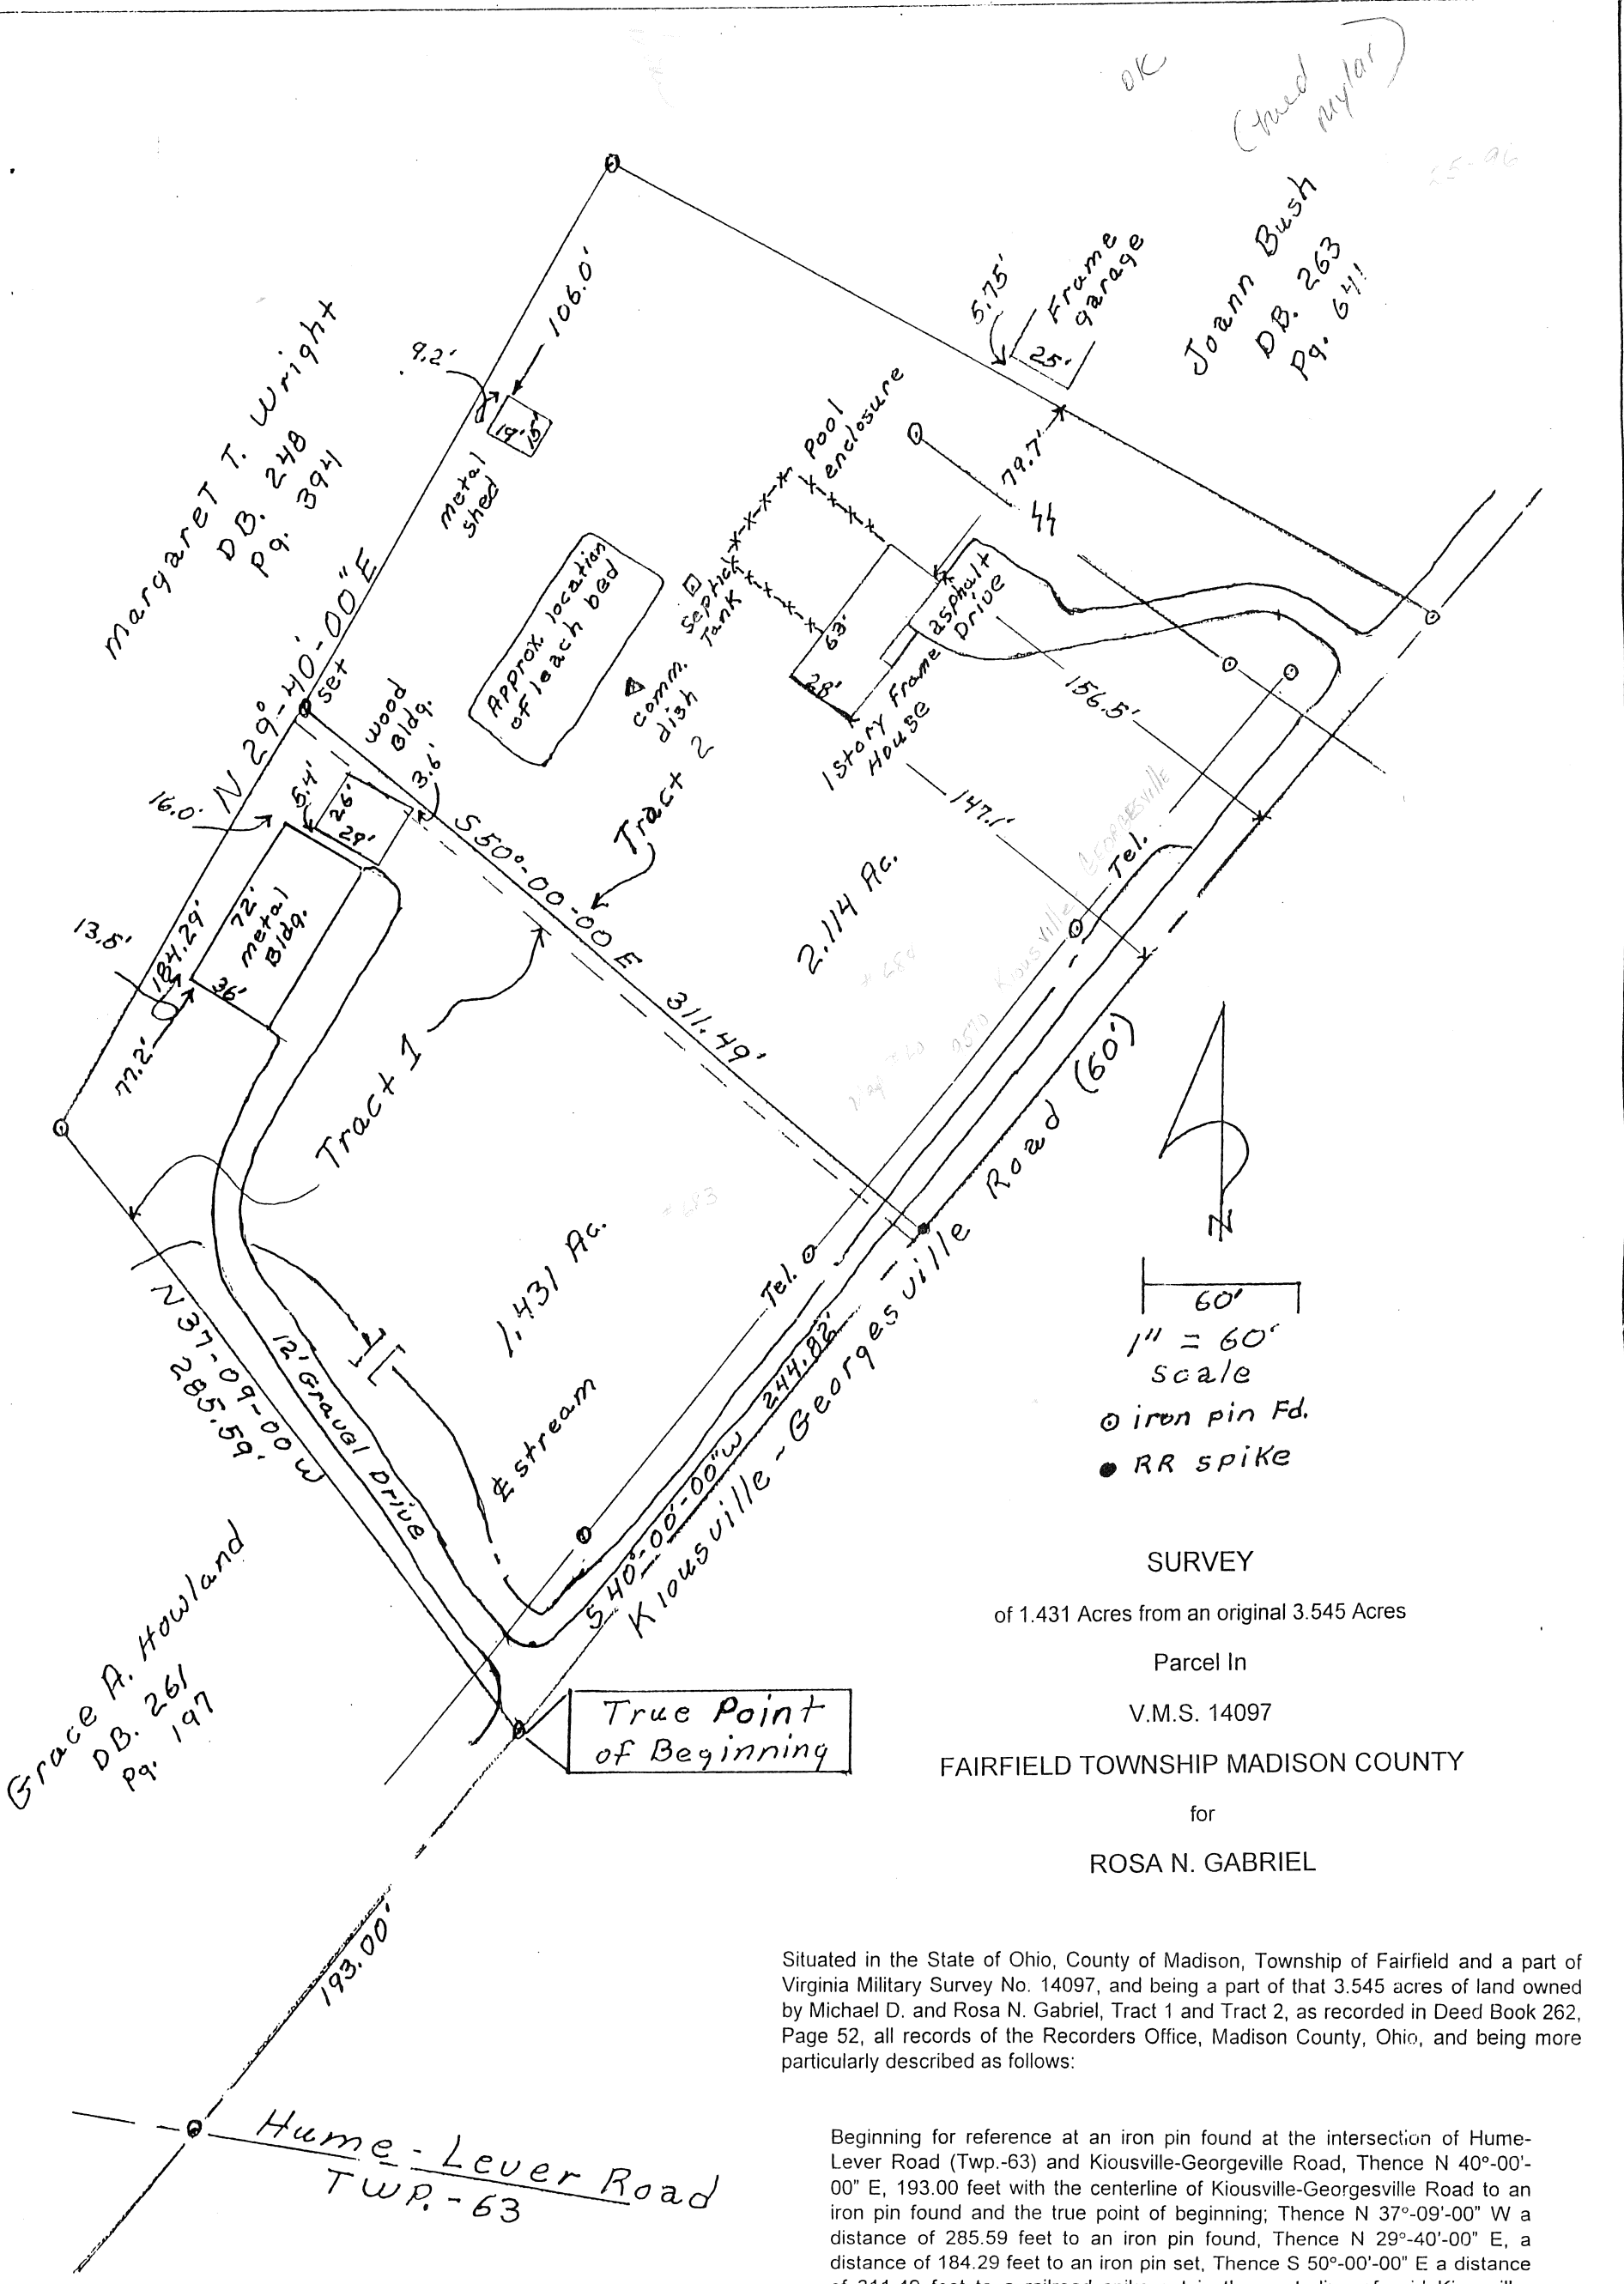 OK
(need
mylar)
25-96
Joann Bush
DB. 263
Pg. 641
Frame
garage
5.75'
25'
106.0'
9.2'
19' 15'
metal
shed
Margaret T. Wright
DB. 248
Pg. 394
Pool
enclosure
79.7'
Septic
Tank
Approx. location
of leach bed
comm.
dish
asphalt
Drive
63'
28'
1 Story Frame
House
156.5'
147.1'
N 29°-40'-00"E
set
wood
Bldg.
3.6'
5.4'
26'
29'
16.0'
Tract 2
S 50°-00-00 E
311.49'
2.114 Ac.
Tel.
72'
metal
Bldg.
36'
184.29'
13.5'
77.2'
Tract 1
1.431 Ac.
Tel.
Kiousville-Georgesville Road (60')
S 40°-00'-00"W 244.82'
N 37-09-00 W
285.59'
12' Gravel Drive
₵ stream
N
60'
1" = 60'
Scale
iron pin Fd.
RR spike
Grace A. Howland
DB. 261
Pg. 197
True Point
of Beginning
193.00'
Hume-Lever Road
TWP.-63
SURVEY
of 1.431 Acres from an original 3.545 Acres
Parcel In
V.M.S. 14097
FAIRFIELD TOWNSHIP MADISON COUNTY
for
ROSA N. GABRIEL
Situated in the State of Ohio, County of Madison, Township of Fairfield and a part of
Virginia Military Survey No. 14097, and being a part of that 3.545 acres of land owned
by Michael D. and Rosa N. Gabriel, Tract 1 and Tract 2, as recorded in Deed Book 262,
Page 52, all records of the Recorders Office, Madison County, Ohio, and being more
particularly described as follows:
Beginning for reference at an iron pin found at the intersection of Hume-
Lever Road (Twp.-63) and Kiousville-Georgeville Road, Thence N 40°-00'-
00" E, 193.00 feet with the centerline of Kiousville-Georgesville Road to an
iron pin found and the true point of beginning; Thence N 37°-09'-00" W a
distance of 285.59 feet to an iron pin found, Thence N 29°-40'-00" E, a
distance of 184.29 feet to an iron pin set, Thence S 50°-00'-00" E a distance